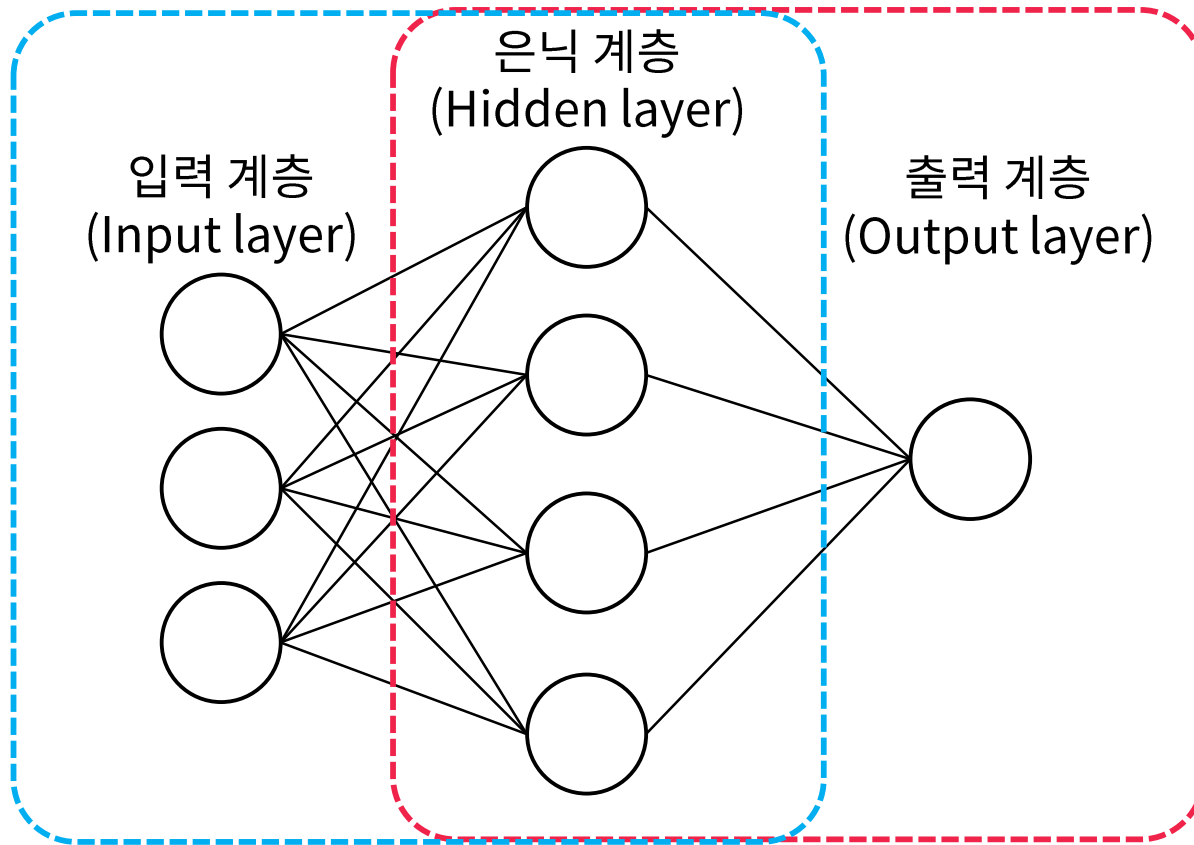 입력 계층
(Input layer)
은닉 계층
(Hidden layer)
출력 계층
(Output layer)